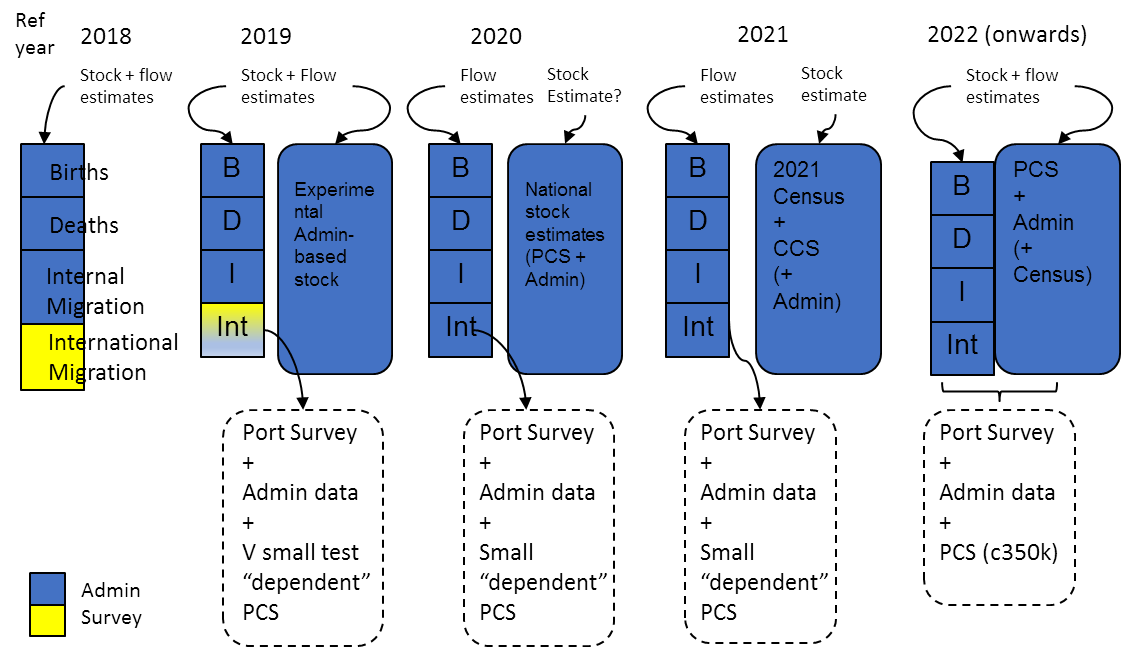 Ref
year
2018
2019
2020
2021
2022 (onwards)
Stock + flow
estimates
Stock + Flow
estimates
Flow
estimates
Stock
Estimate?
Flow
estimates
Stock
estimate
Stock + flow
estimates
Births
Deaths
Internal
Migration
International
Migration
B
D
I
Int
Experime
ntal
Admin-
based
stock
B
D
I
Int
National
stock
estimates
(PCS +
Admin)
B
D
I
Int
2021
Census
+
CCS
(+
Admin)
B
D
I
Int
PCS
+
Admin
(+
Census)
Port Survey
+
Admin data
+
V small test
“dependent”
PCS
Port Survey
+
Admin data
+
Small
“dependent”
PCS
Port Survey
+
Admin data
+
Small
“dependent”
PCS
Port Survey
+
Admin data
+
PCS (c350k)
Admin
Survey